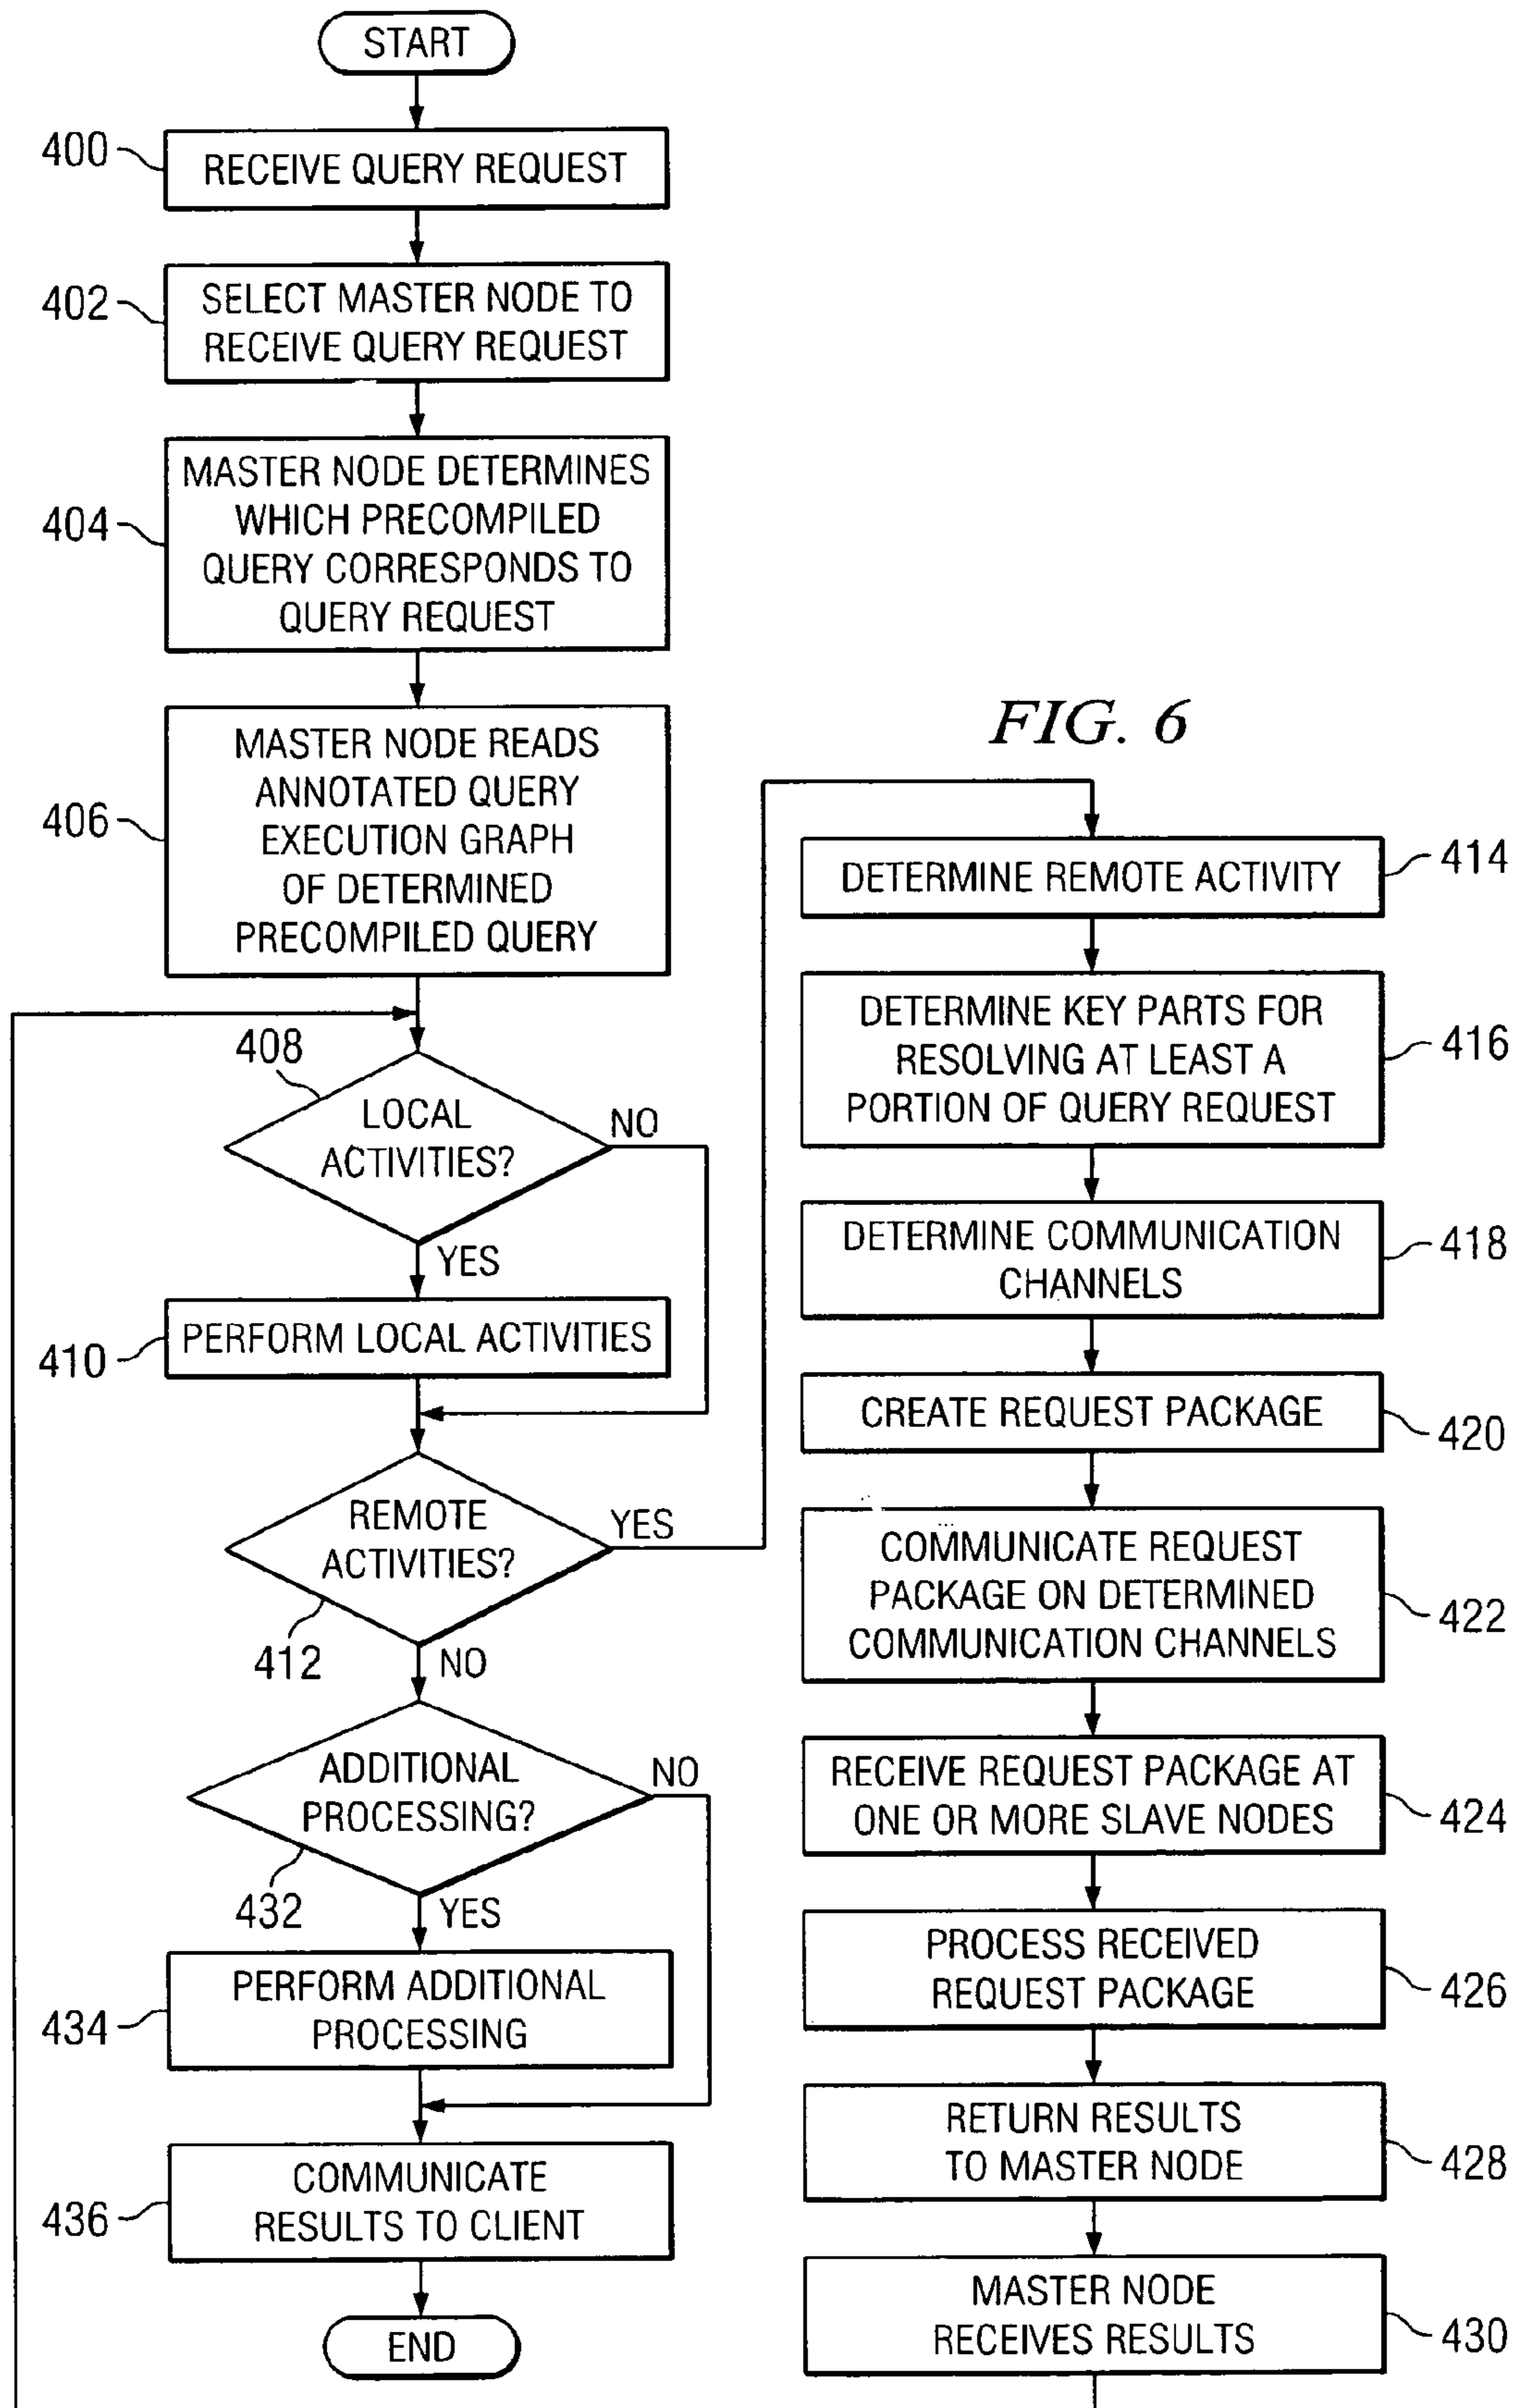 START
400
RECEIVE QUERY REQUEST
402
SELECT MASTER NODE TO
RECEIVE QUERY REQUEST
404
MASTER NODE DETERMINES
WHICH PRECOMPILED
QUERY CORRESPONDS TO
QUERY REQUEST
406
MASTER NODE READS
ANNOTATED QUERY
EXECUTION GRAPH
OF DETERMINED
PRECOMPILED QUERY
408
LOCAL
ACTIVITIES?
NO
YES
410
PERFORM LOCAL ACTIVITIES
REMOTE
ACTIVITIES?
YES
412
NO
ADDITIONAL
PROCESSING?
NO
432
YES
434
PERFORM ADDITIONAL
PROCESSING
436
COMMUNICATE
RESULTS TO CLIENT
END
FIG. 6
DETERMINE REMOTE ACTIVITY
414
DETERMINE KEY PARTS FOR
RESOLVING AT LEAST A
PORTION OF QUERY REQUEST
416
DETERMINE COMMUNICATION
CHANNELS
418
CREATE REQUEST PACKAGE
420
COMMUNICATE REQUEST
PACKAGE ON DETERMINED
COMMUNICATION CHANNELS
422
RECEIVE REQUEST PACKAGE AT
ONE OR MORE SLAVE NODES
424
PROCESS RECEIVED
REQUEST PACKAGE
426
RETURN RESULTS
TO MASTER NODE
428
MASTER NODE
RECEIVES RESULTS
430